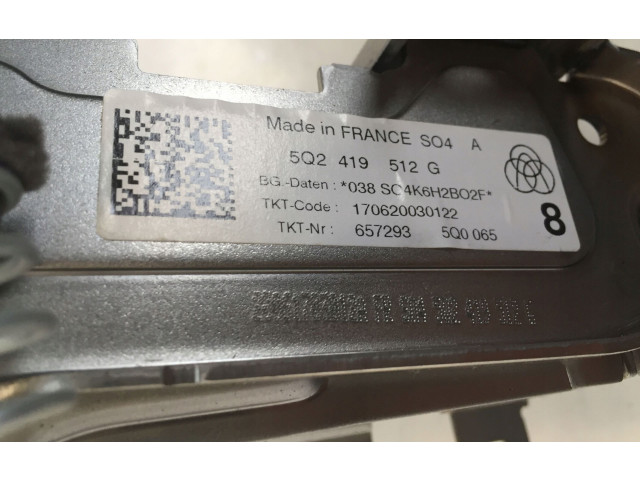 Made in FRANCE SO4 A
5Q2 419 512 G
BG.-Daten : *038 SO4K6H2BO2F*
TKT-Code : 170620030122
TKT-Nr : 657293 5Q0 065
8